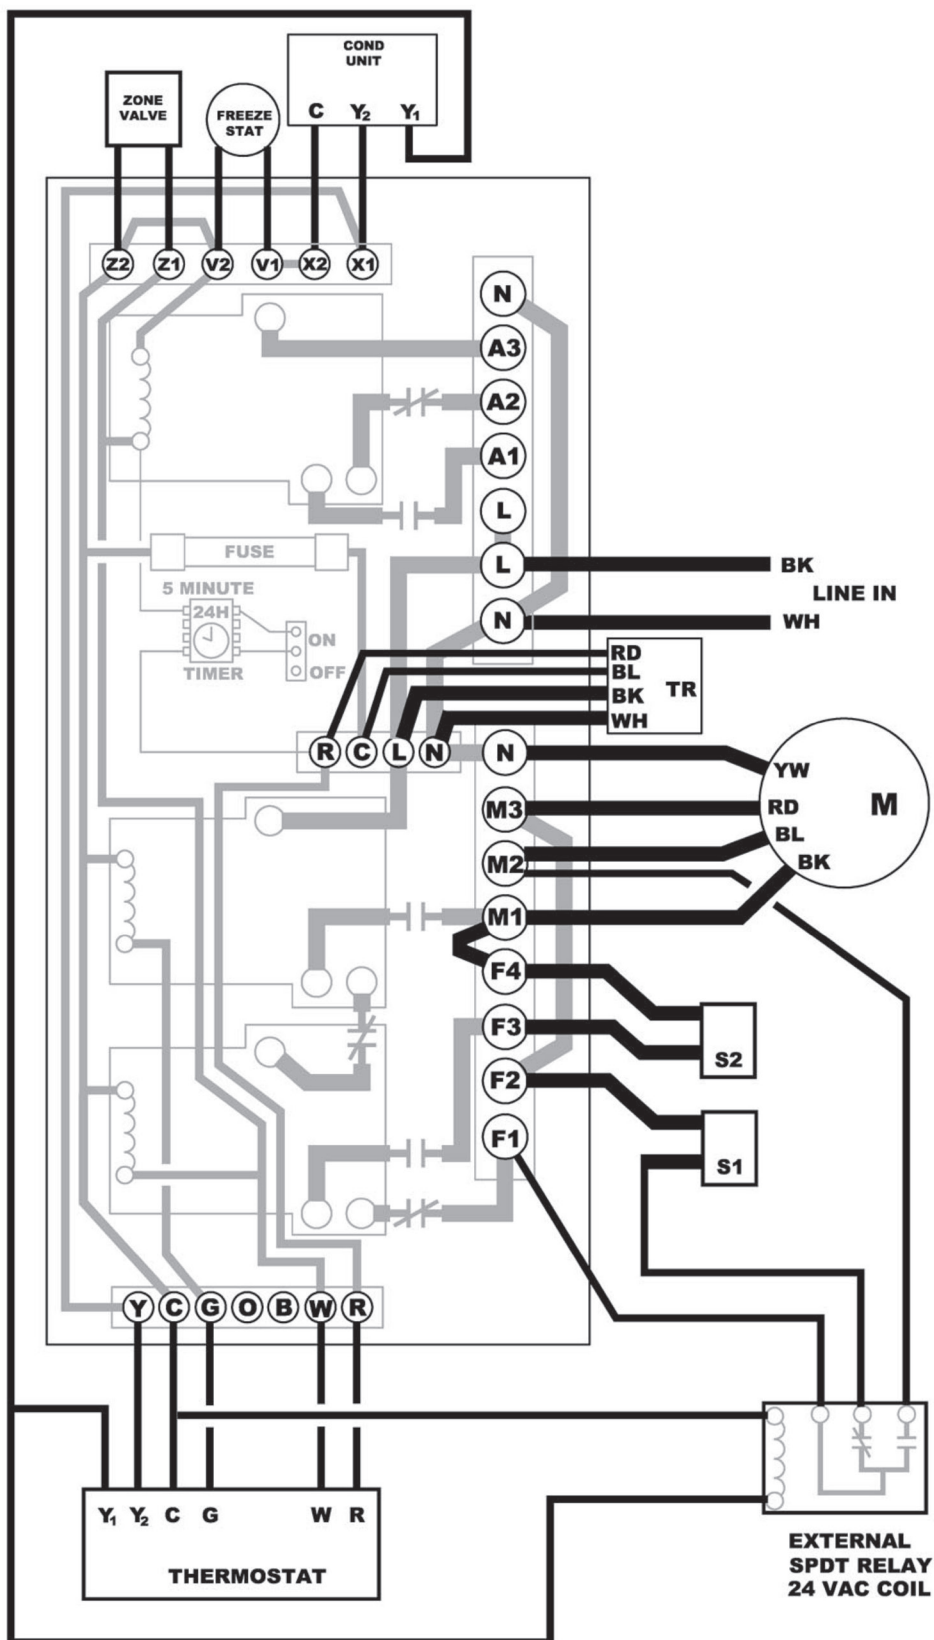 COND
UNIT
C Y₂ Y₁
ZONE
VALVE
FREEZE
STAT
Z2 Z1 V2 V1 X2 X1
N
A3
A2
A1
L
L
N
BK
LINE IN
WH
FUSE
5 MINUTE
24H
TIMER
ON
OFF
RD
BL
BK
WH
TR
R C L N
N
M3
M2
M1
F4
F3
F2
F1
YW
RD
BL
BK
M
S2
S1
Y C G O B W R
Y₁ Y₂ C G W R
THERMOSTAT
EXTERNAL
SPDT RELAY
24 VAC COIL